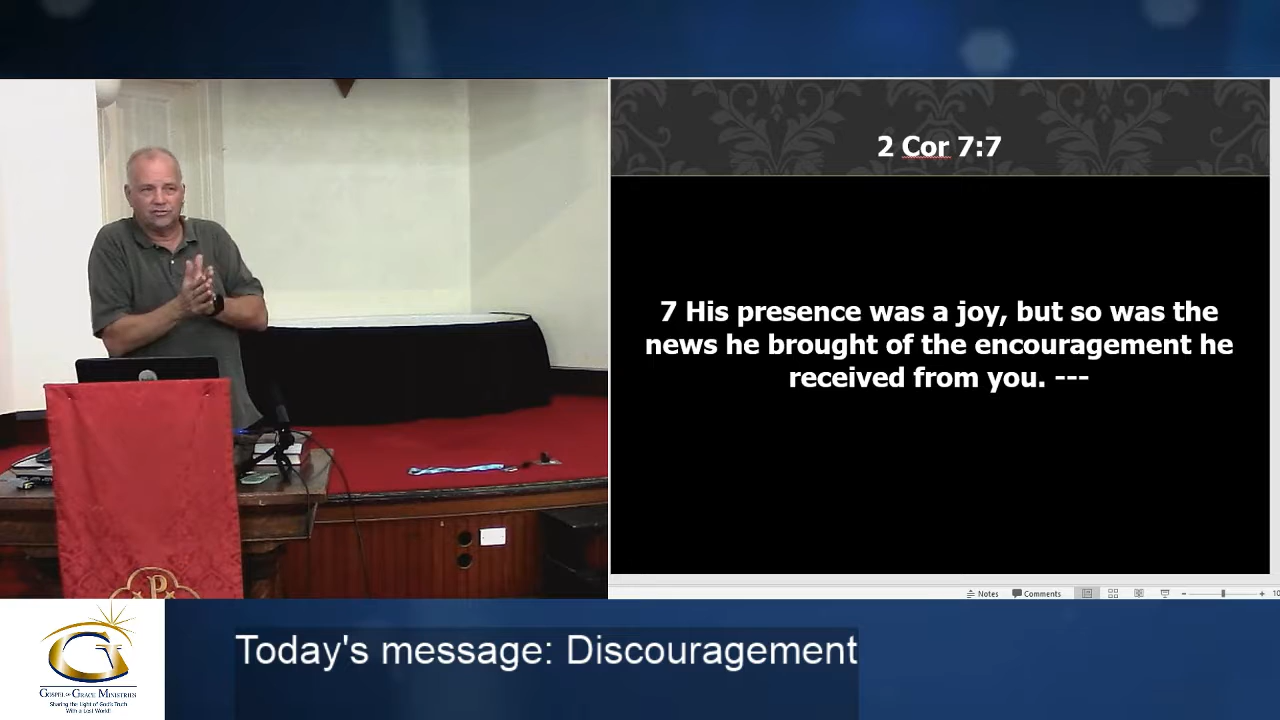 2 Cor 7:7
7 His presence was a joy, but so was the
news he brought of the encouragement he
received from you. ---
Notes
Comments
10
Today's message: Discouragement
G
GOSPEL OF GRACE MINISTRIES
Sharing the Light of God's Truth
With a Lost World!